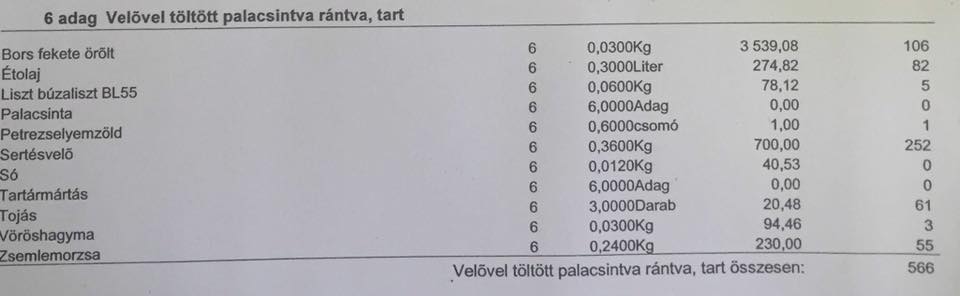 6 adag Velővel töltött palacsintva rántva, tart
Bors fekete örölt 6 0,0300Kg 3 539,08 106
Étolaj 6 0,3000Liter 274,82 82
Liszt búzaliszt BL55 6 0,0600Kg 78,12 5
Palacsinta 6 6,0000Adag 0,00 0
Petrezselyemzöld 6 0,6000csomó 1,00 1
Sertésvelő 6 0,3600Kg 700,00 252
Só 6 0,0120Kg 40,53 0
Tartármártás 6 6,0000Adag 0,00 0
Tojás 6 3,0000Darab 20,48 61
Vöröshagyma 6 0,0300Kg 94,46 3
Zsemlemorzsa 6 0,2400Kg 230,00 55
Velővel töltött palacsintva rántva, tart összesen: 566